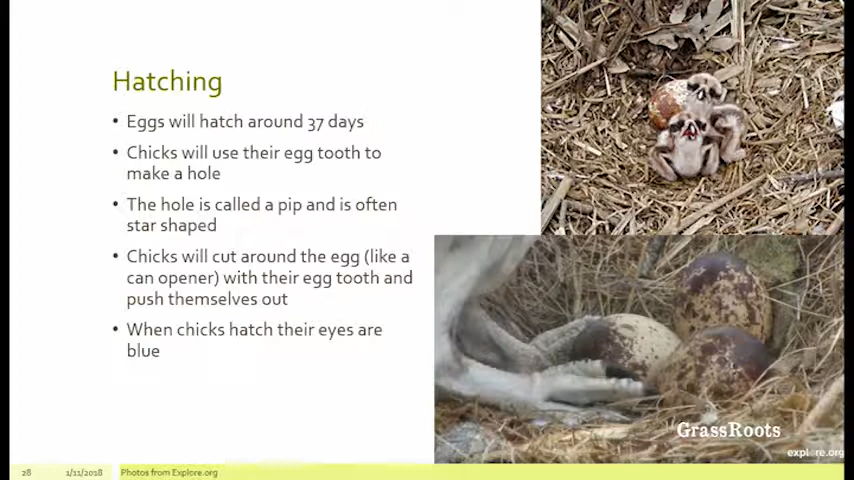 Hatching
• Eggs will hatch around 37 days
• Chicks will use their egg tooth to
make a hole
• The hole is called a pip and is often
star shaped
• Chicks will cut around the egg (like a
can opener) with their egg tooth and
push themselves out
• When chicks hatch their eyes are
blue
GrassRoots
explore.org
28 1/11/2018 Photos from Explore.org